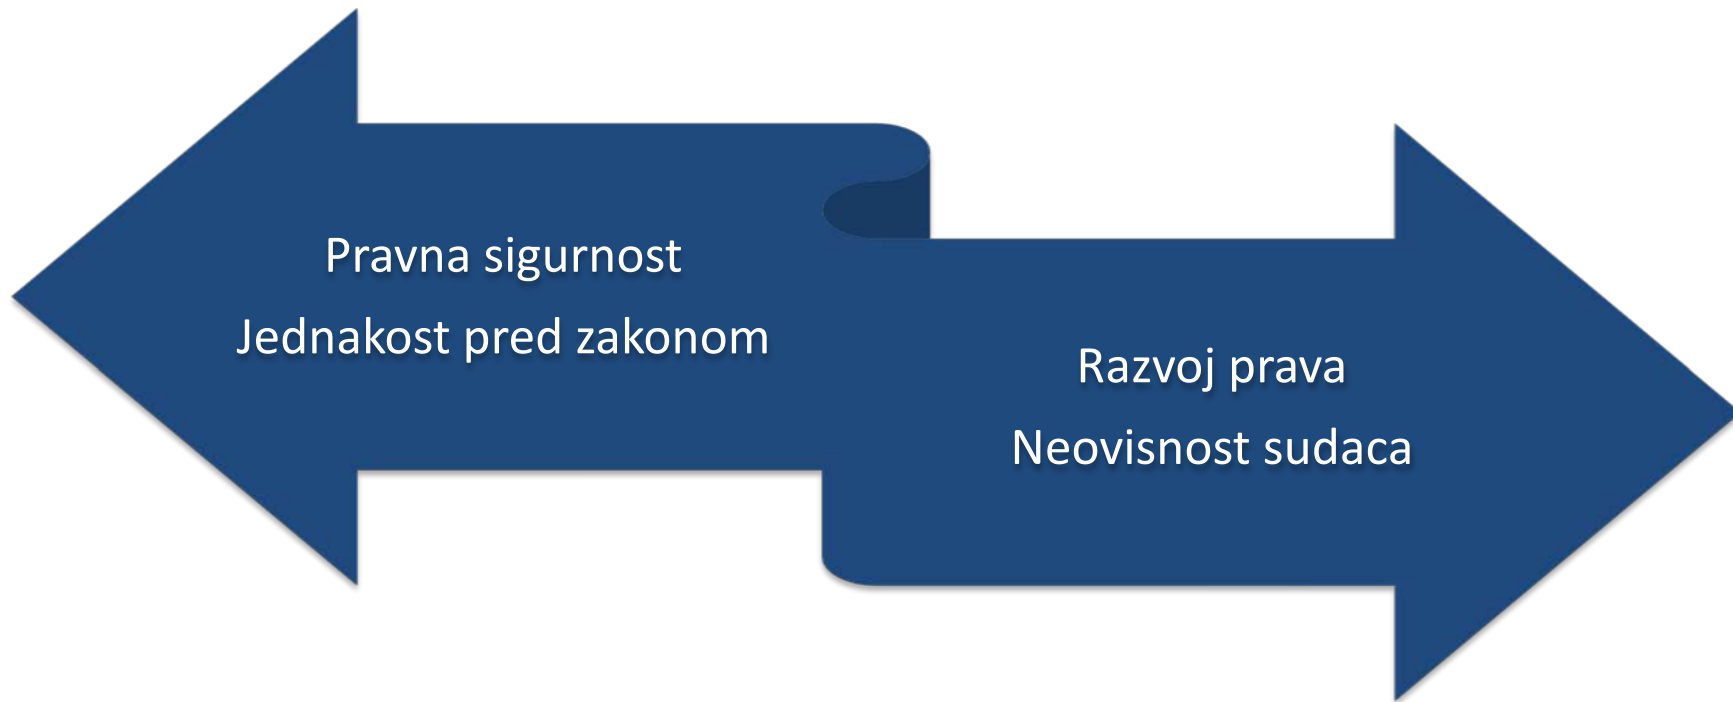 Pravna sigurnost
Jednakost pred zakonom
Razvoj prava
Neovisnost sudaca